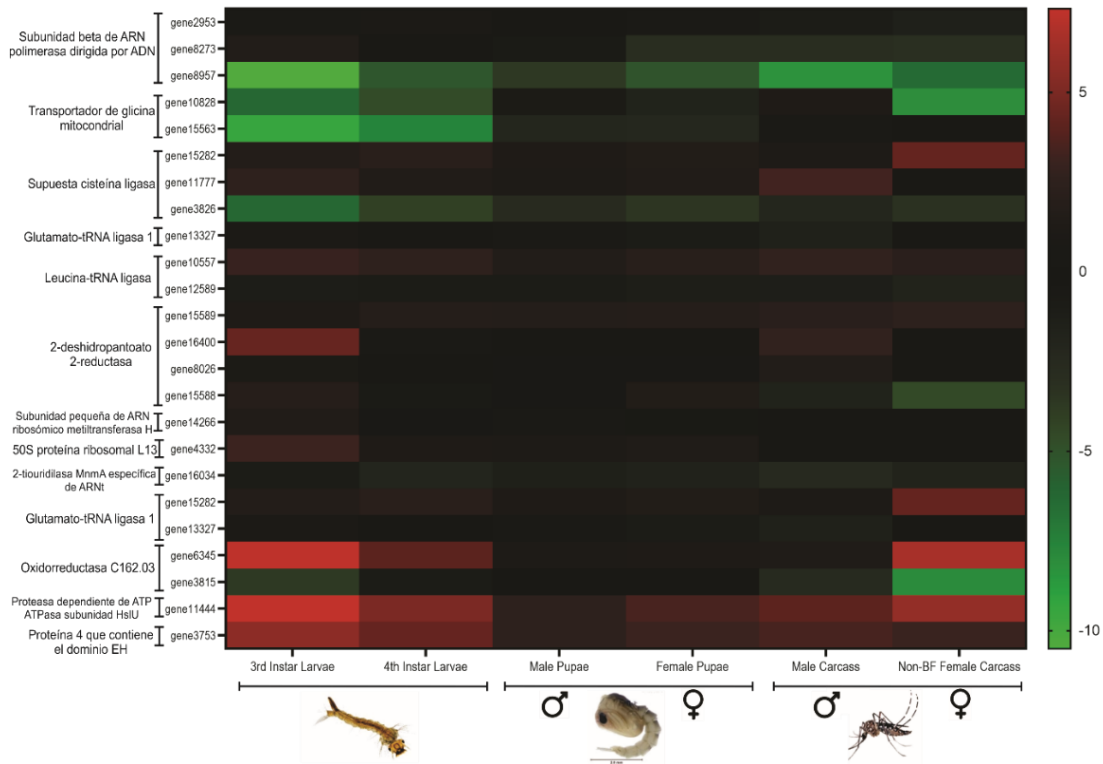 Subunidad beta de ARN
polimerasa dirigida por ADN
gene2953
gene8273
gene8957
Transportador de glicina
mitocondrial
gene10828
gene15563
Supuesta cisteína ligasa
gene15282
gene11777
gene3826
Glutamato-tRNA ligasa 1
gene13327
Leucina-tRNA ligasa
gene10557
gene12589
2-deshidropantoato
2-reductasa
gene15589
gene16400
gene8026
gene15588
Subunidad pequeña de ARN
ribosómico metiltransferasa H
gene14266
50S proteína ribosomal L13
gene4332
2-tiouridilasa MnmA específica
de ARNt
gene16034
Glutamato-tRNA ligasa 1
gene15282
gene13327
Oxidorreductasa C162.03
gene6345
gene3815
Proteasa dependiente de ATP
ATPasa subunidad HslU
gene11444
Proteína 4 que contiene
el dominio EH
gene3753
3rd Instar Larvae
4th Instar Larvae
Male Pupae
Female Pupae
Male Carcass
Non-BF Female Carcass
5
0
-5
-10